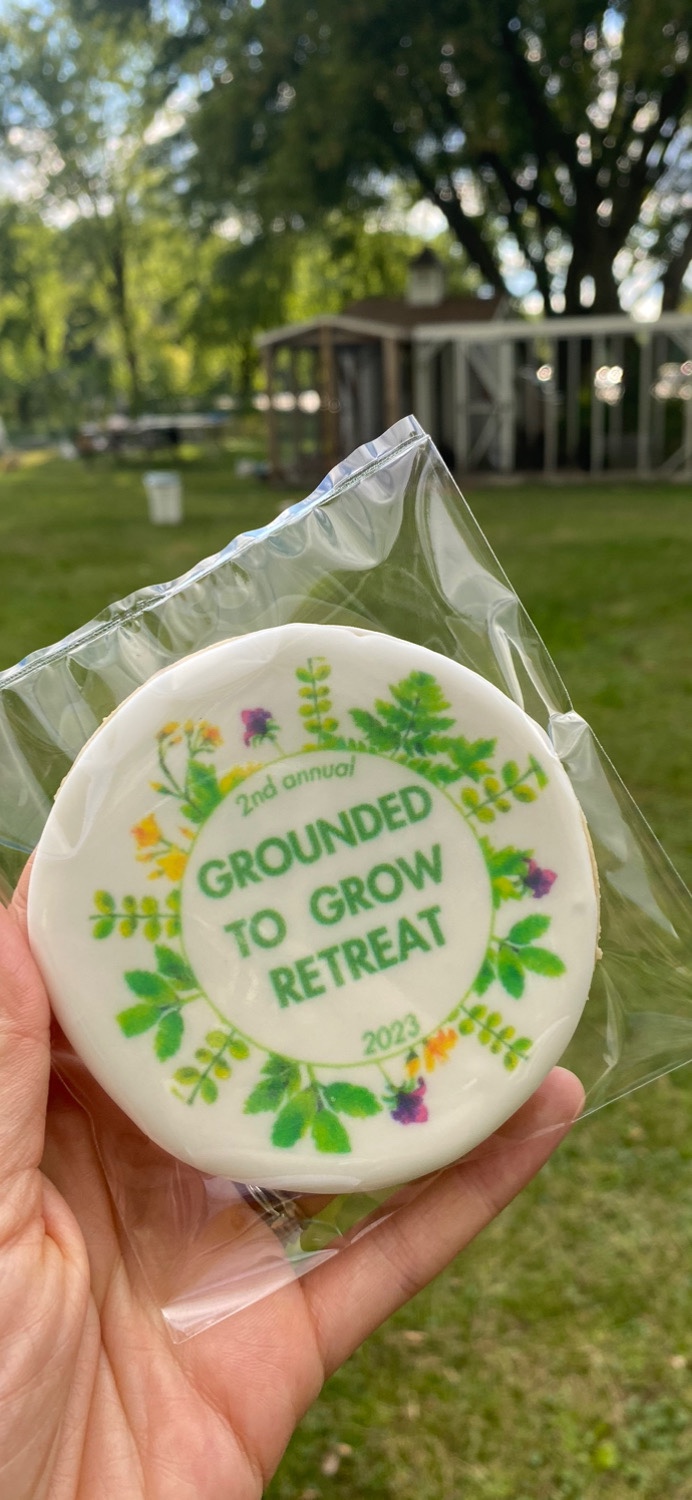 2nd annual
GROUNDED
TO GROW
RETREAT
2023